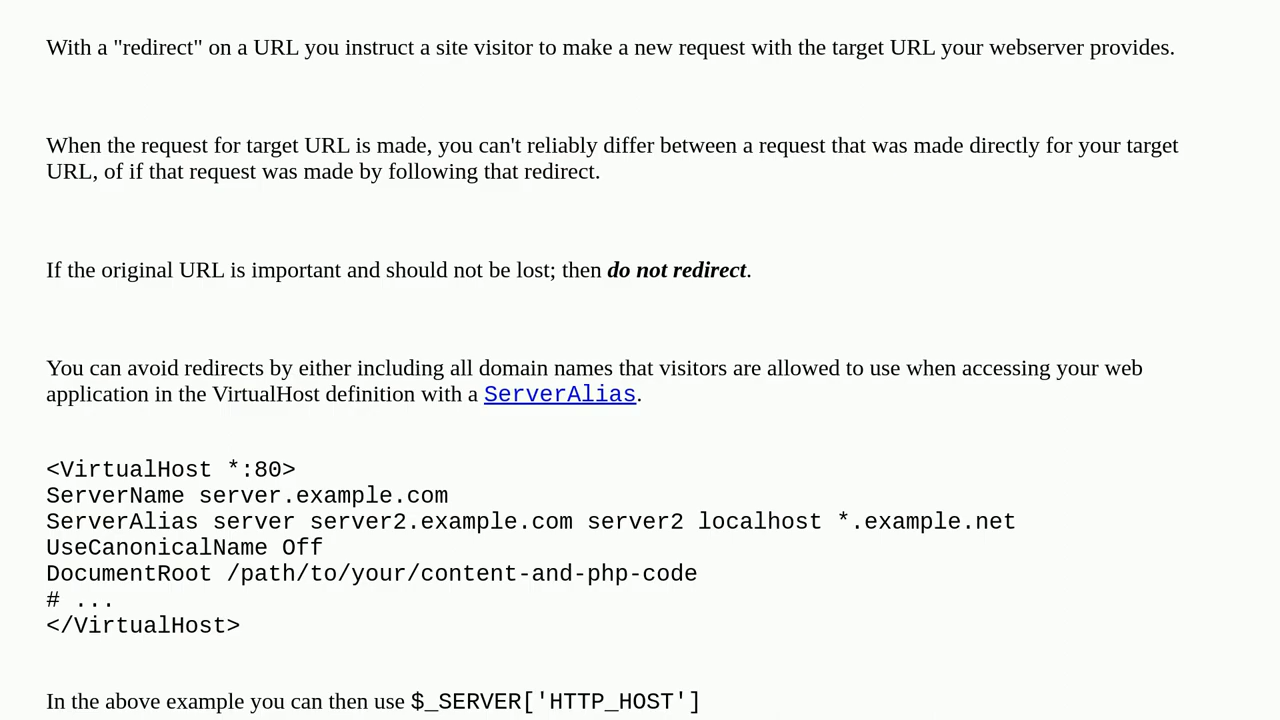 With a "redirect" on a URL you instruct a site visitor to make a new request with the target URL your webserver provides.
When the request for target URL is made, you can't reliably differ between a request that was made directly for your target
URL, of if that request was made by following that redirect.
If the original URL is important and should not be lost; then do not redirect.
You can avoid redirects by either including all domain names that visitors are allowed to use when accessing your web
application in the VirtualHost definition with a ServerAlias.
<VirtualHost *:80>
ServerName server.example.com
ServerAlias server server2.example.com server2 localhost *.example.net
UseCanonicalName Off
DocumentRoot /path/to/your/content-and-php-code
# ...
</VirtualHost>
In the above example you can then use $_SERVER['HTTP_HOST']